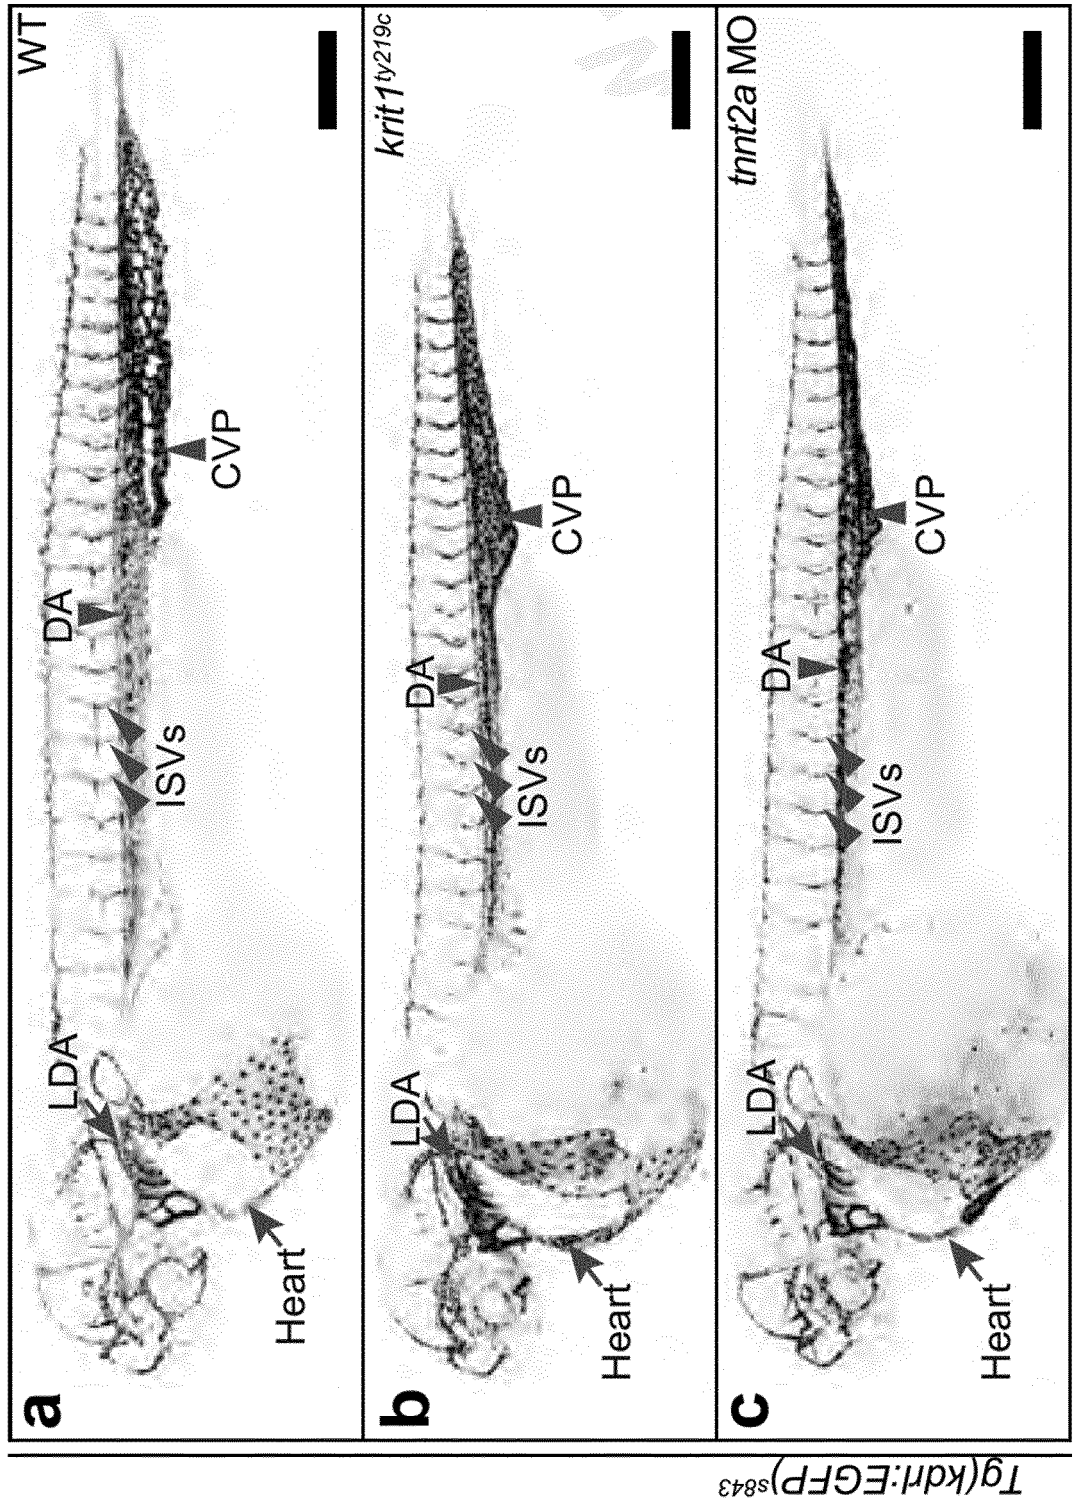 Tg(kdrl:EGFP)s843
a
WT
LDA
DA
ISVs
CVP
Heart
b
krit1ty219c
LDA
DA
ISVs
CVP
Heart
c
tnnt2a MO
LDA
DA
ISVs
CVP
Heart